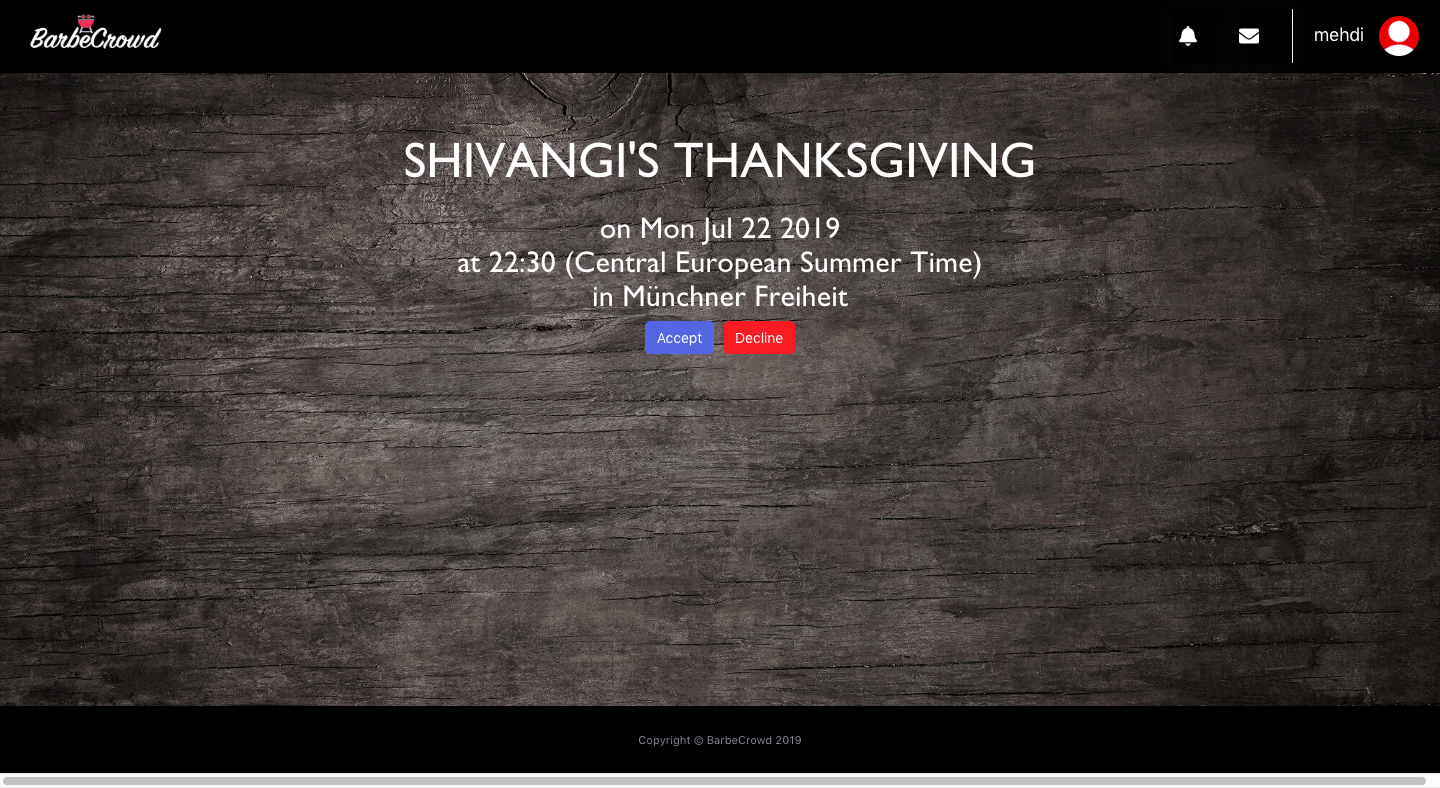 BarbeCrowd
mehdi
SHIVANGI'S THANKSGIVING
on Mon Jul 22 2019
at 22:30 (Central European Summer Time)
in Münchner Freiheit
Accept Decline
Copyright © BarbeCrowd 2019